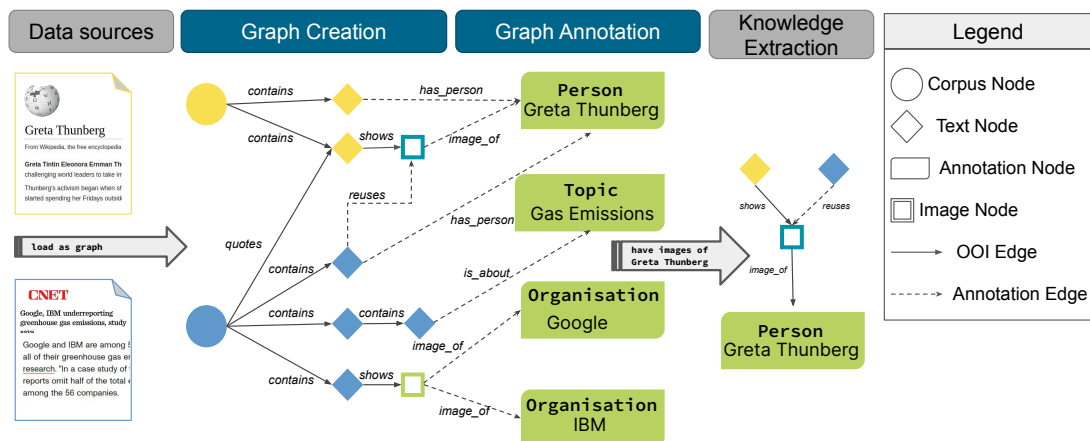 Data sources
Graph Creation
Graph Annotation
Knowledge
Extraction
Legend
Greta Thunberg
From Wikipedia, the free encyclopedia
Greta Tintin Eleonora Ernman Th
challenging world leaders to take
Thunberg's activism began when
started spending her Fridays
load as graph
CNET
Google, IBM underreporting
greenhouse gas emissions, study
says
Google and IBM are among
all of their greenhouse gas
research. "In a case study of
reports omit half of the total
among the 56 companies.
contains
contains
shows
has_person
image_of
reuses
quotes
contains
has_person
contains
contains
is_about
image_of
contains
shows
image_of
Person
Greta Thunberg
Topic
Gas Emissions
Organisation
Google
Organisation
IBM
have images of
Greta Thunberg
shows
reuses
image_of
Person
Greta Thunberg
Corpus Node
Text Node
Annotation Node
Image Node
OOI Edge
Annotation Edge